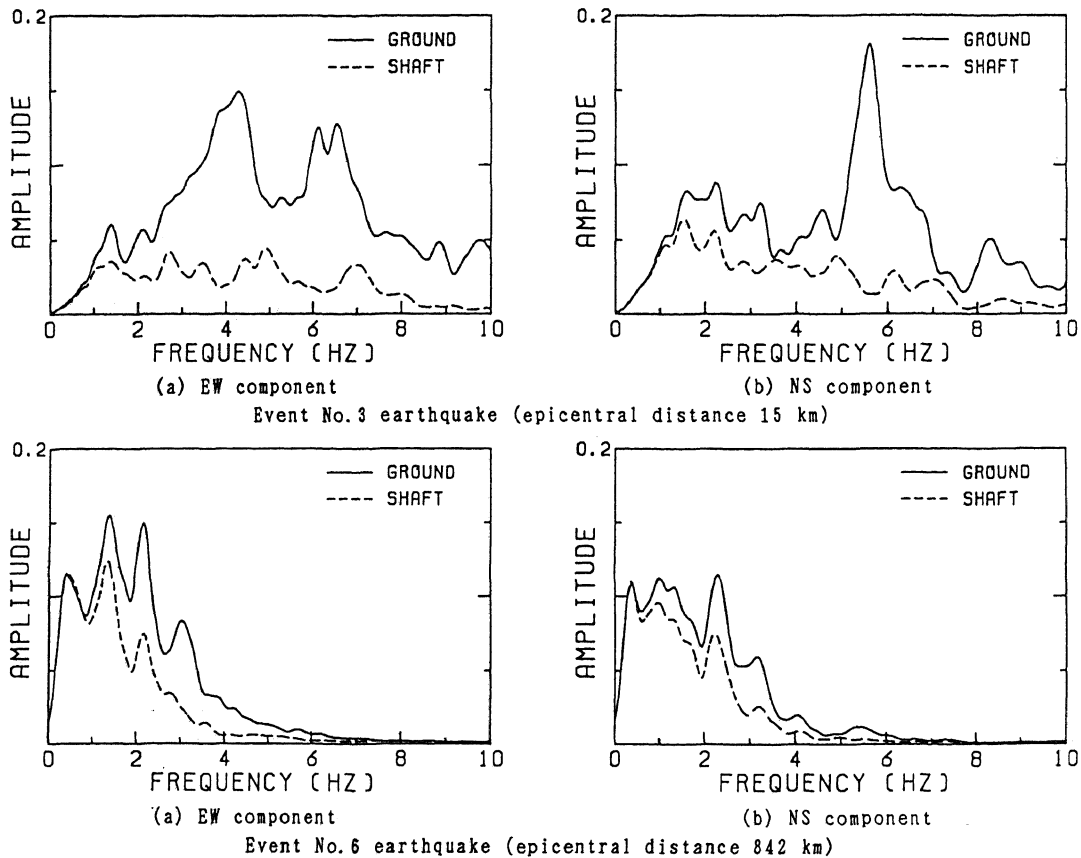 0.2
GROUND
SHAFT
AMPLITUDE
0 2 4 6 8 10
FREQUENCY (HZ)
(a) EW component
0.2
GROUND
SHAFT
AMPLITUDE
0 2 4 6 8 10
FREQUENCY (HZ)
(b) NS component
Event No.3 earthquake (epicentral distance 15 km)
0.2
GROUND
SHAFT
AMPLITUDE
0 2 4 6 8 10
FREQUENCY (HZ)
(a) EW component
0.2
GROUND
SHAFT
AMPLITUDE
0 2 4 6 8 10
FREQUENCY (HZ)
(b) NS component
Event No.6 earthquake (epicentral distance 842 km)